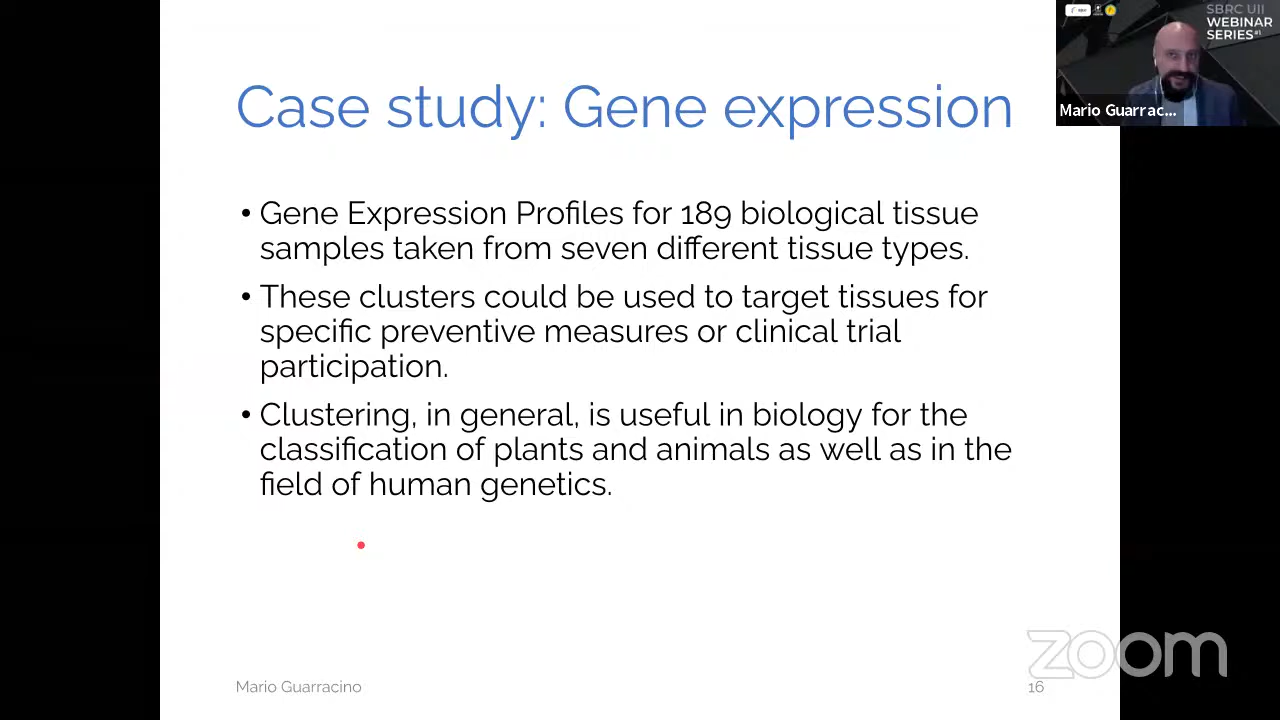 SBRC UII
WEBINAR
SERIES#1
Mario Guarrac...
Case study: Gene expression
• Gene Expression Profiles for 189 biological tissue
samples taken from seven different tissue types.
• These clusters could be used to target tissues for
specific preventive measures or clinical trial
participation.
• Clustering, in general, is useful in biology for the
classification of plants and animals as well as in the
field of human genetics.
zoom
Mario Guarracino
16